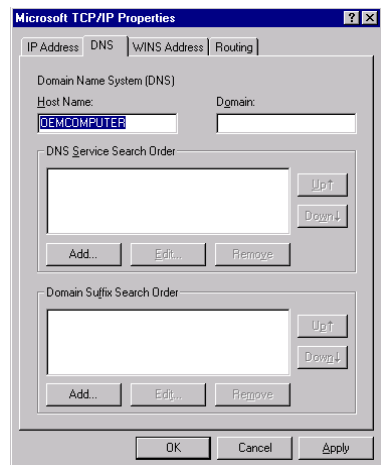 Microsoft TCP/IP Properties
IP Address DNS WINS Address Routing
Domain Name System (DNS)
Host Name: Domain:
OEMCOMPUTER
DNS Service Search Order
Up↑
Down↓
Add... Edit... Remove
Domain Suffix Search Order
Up↑
Down↓
Add... Edit... Remove
OK Cancel Apply